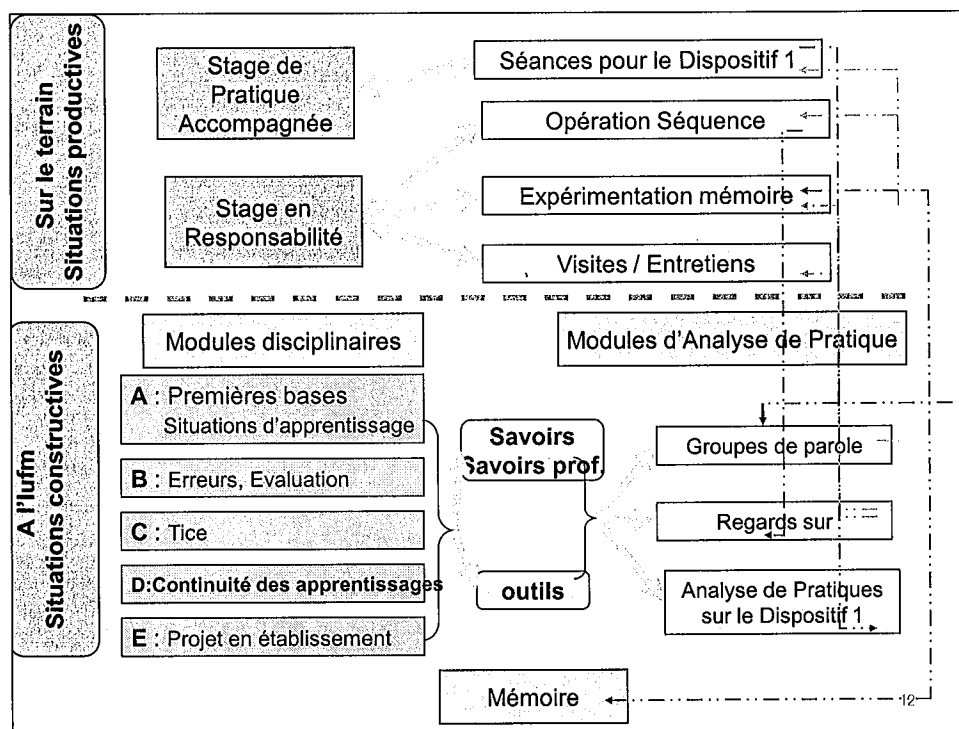 Sur le terrain
Situations productives
Stage de
Pratique
Accompagnée
Stage en
Responsabilité
Séances pour le Dispositif 1
Opération Séquence
Expérimentation mémoire
Visites / Entretiens
A l'Iufm
Situations constructives
Modules disciplinaires
A : Premières bases
Situations d'apprentissage
B : Erreurs, Evaluation
C : Tice
D:Continuité des apprentissages
E : Projet en établissement
Savoirs
Savoirs prof.
outils
Modules d'Analyse de Pratique
Groupes de parole
Regards sur
Analyse de Pratiques
sur le Dispositif 1
Mémoire
12